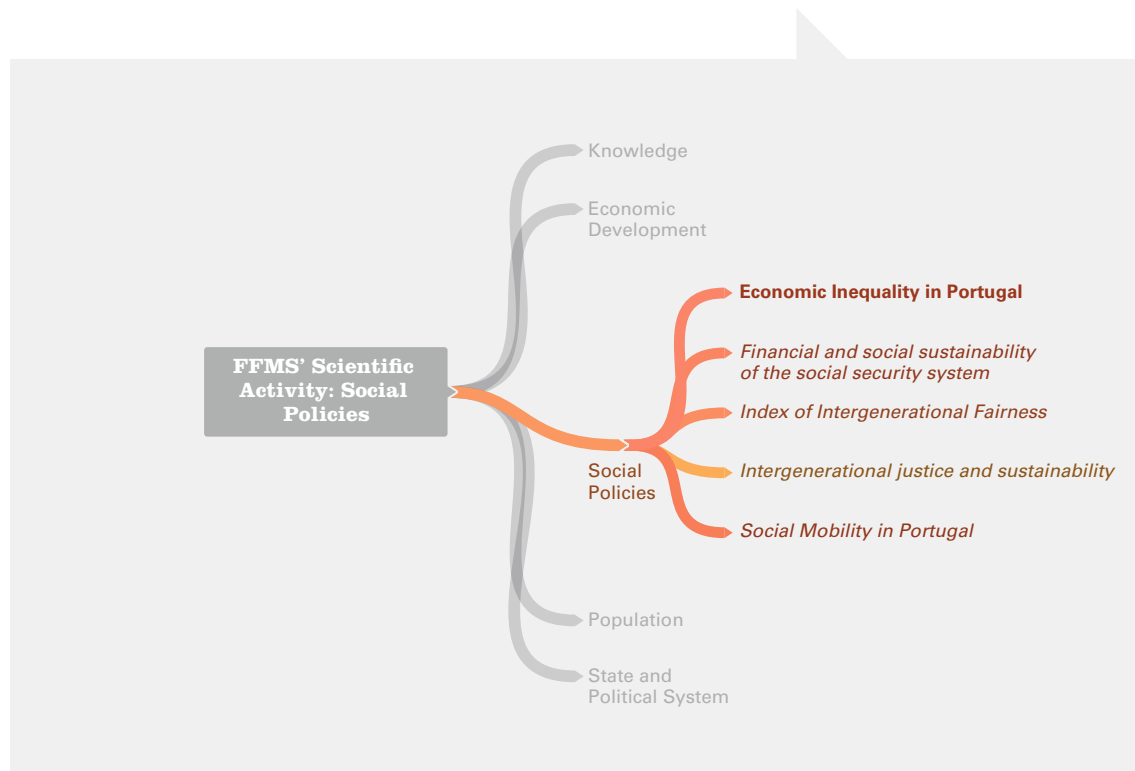 Knowledge
Economic
Development
Economic Inequality in Portugal
Financial and social sustainability
of the social security system
FFMS’ Scientific
Activity: Social
Policies
Index of Intergenerational Fairness
Social
Policies
Intergenerational justice and sustainability
Social Mobility in Portugal
Population
State and
Political System